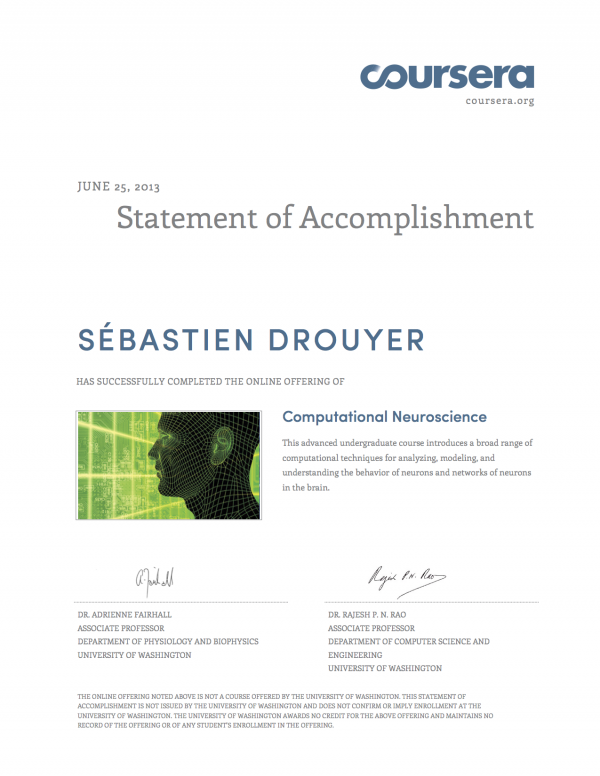 coursera
coursera.org
JUNE 25, 2013
Statement of Accomplishment
SÉBASTIEN DROUYER
HAS SUCCESSFULLY COMPLETED THE ONLINE OFFERING OF
Computational Neuroscience
This advanced undergraduate course introduces a broad range of
computational techniques for analyzing, modeling, and
understanding the behavior of neurons and networks of neurons
in the brain.
A. Fairhall
Rajesh P. N. Rao
DR. ADRIENNE FAIRHALL
ASSOCIATE PROFESSOR
DEPARTMENT OF PHYSIOLOGY AND BIOPHYSICS
UNIVERSITY OF WASHINGTON
DR. RAJESH P. N. RAO
ASSOCIATE PROFESSOR
DEPARTMENT OF COMPUTER SCIENCE AND
ENGINEERING
UNIVERSITY OF WASHINGTON
THE ONLINE OFFERING NOTED ABOVE IS NOT A COURSE OFFERED BY THE UNIVERSITY OF WASHINGTON. THIS STATEMENT OF
ACCOMPLISHMENT IS NOT ISSUED BY THE UNIVERSITY OF WASHINGTON AND DOES NOT CONFIRM OR IMPLY ENROLLMENT AT THE
UNIVERSITY OF WASHINGTON. THE UNIVERSITY OF WASHINGTON AWARDS NO CREDIT FOR THE ABOVE OFFERING AND MAINTAINS NO
RECORD OF THE OFFERING OR OF ANY STUDENT'S ENROLLMENT IN THE OFFERING.